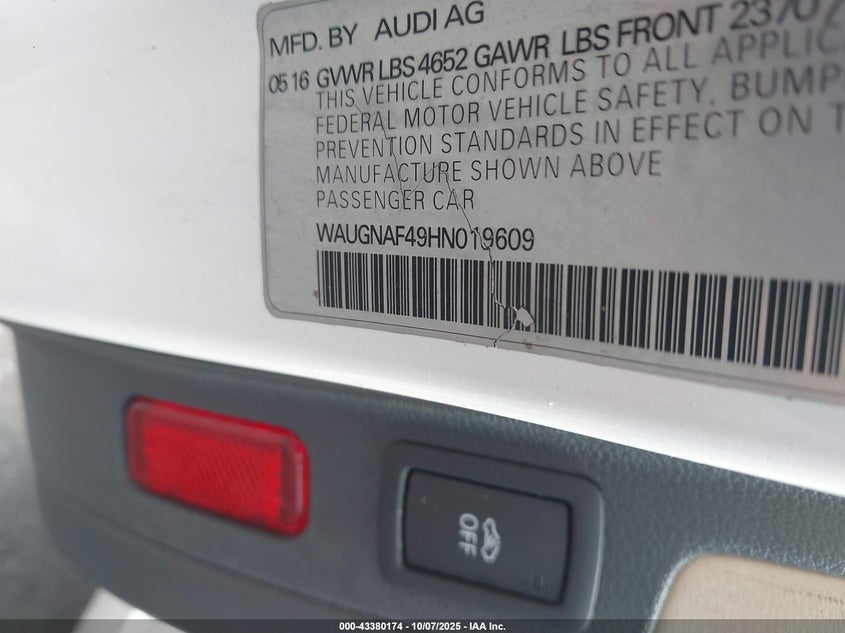 MFD. BY AUDI AG
05 16 GVWR LBS 4652 GAWR LBS FRONT 2370
THIS VEHICLE CONFORMS TO ALL APPLIC
FEDERAL MOTOR VEHICLE SAFETY, BUMP
PREVENTION STANDARDS IN EFFECT ON T
MANUFACTURE SHOWN ABOVE
PASSENGER CAR
WAUGNAF49HN019609
OFF
000-43380174 - 10/07/2025 - IAA Inc.